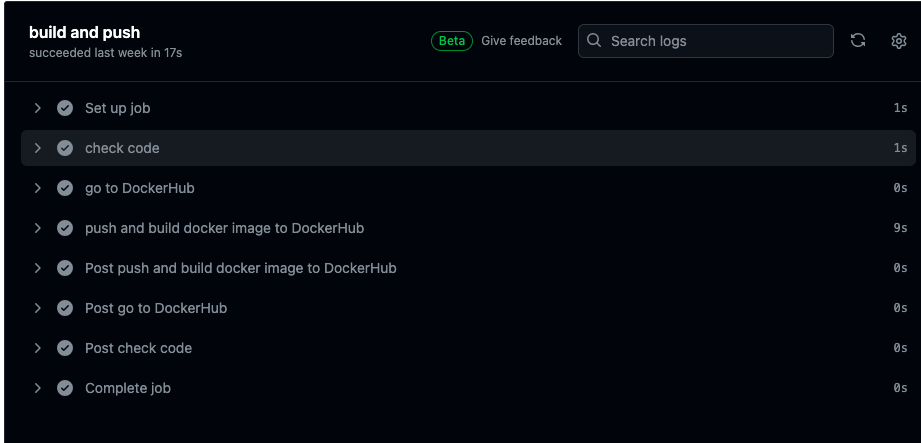 build and push
succeeded last week in 17s
Beta Give feedback Search logs
Set up job 1s
check code 1s
go to DockerHub 0s
push and build docker image to DockerHub 9s
Post push and build docker image to DockerHub 0s
Post go to DockerHub 0s
Post check code 0s
Complete job 0s